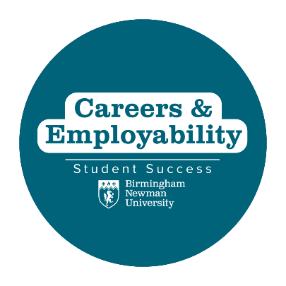 Careers &
Employability
Student Success
Birmingham
Newman
University